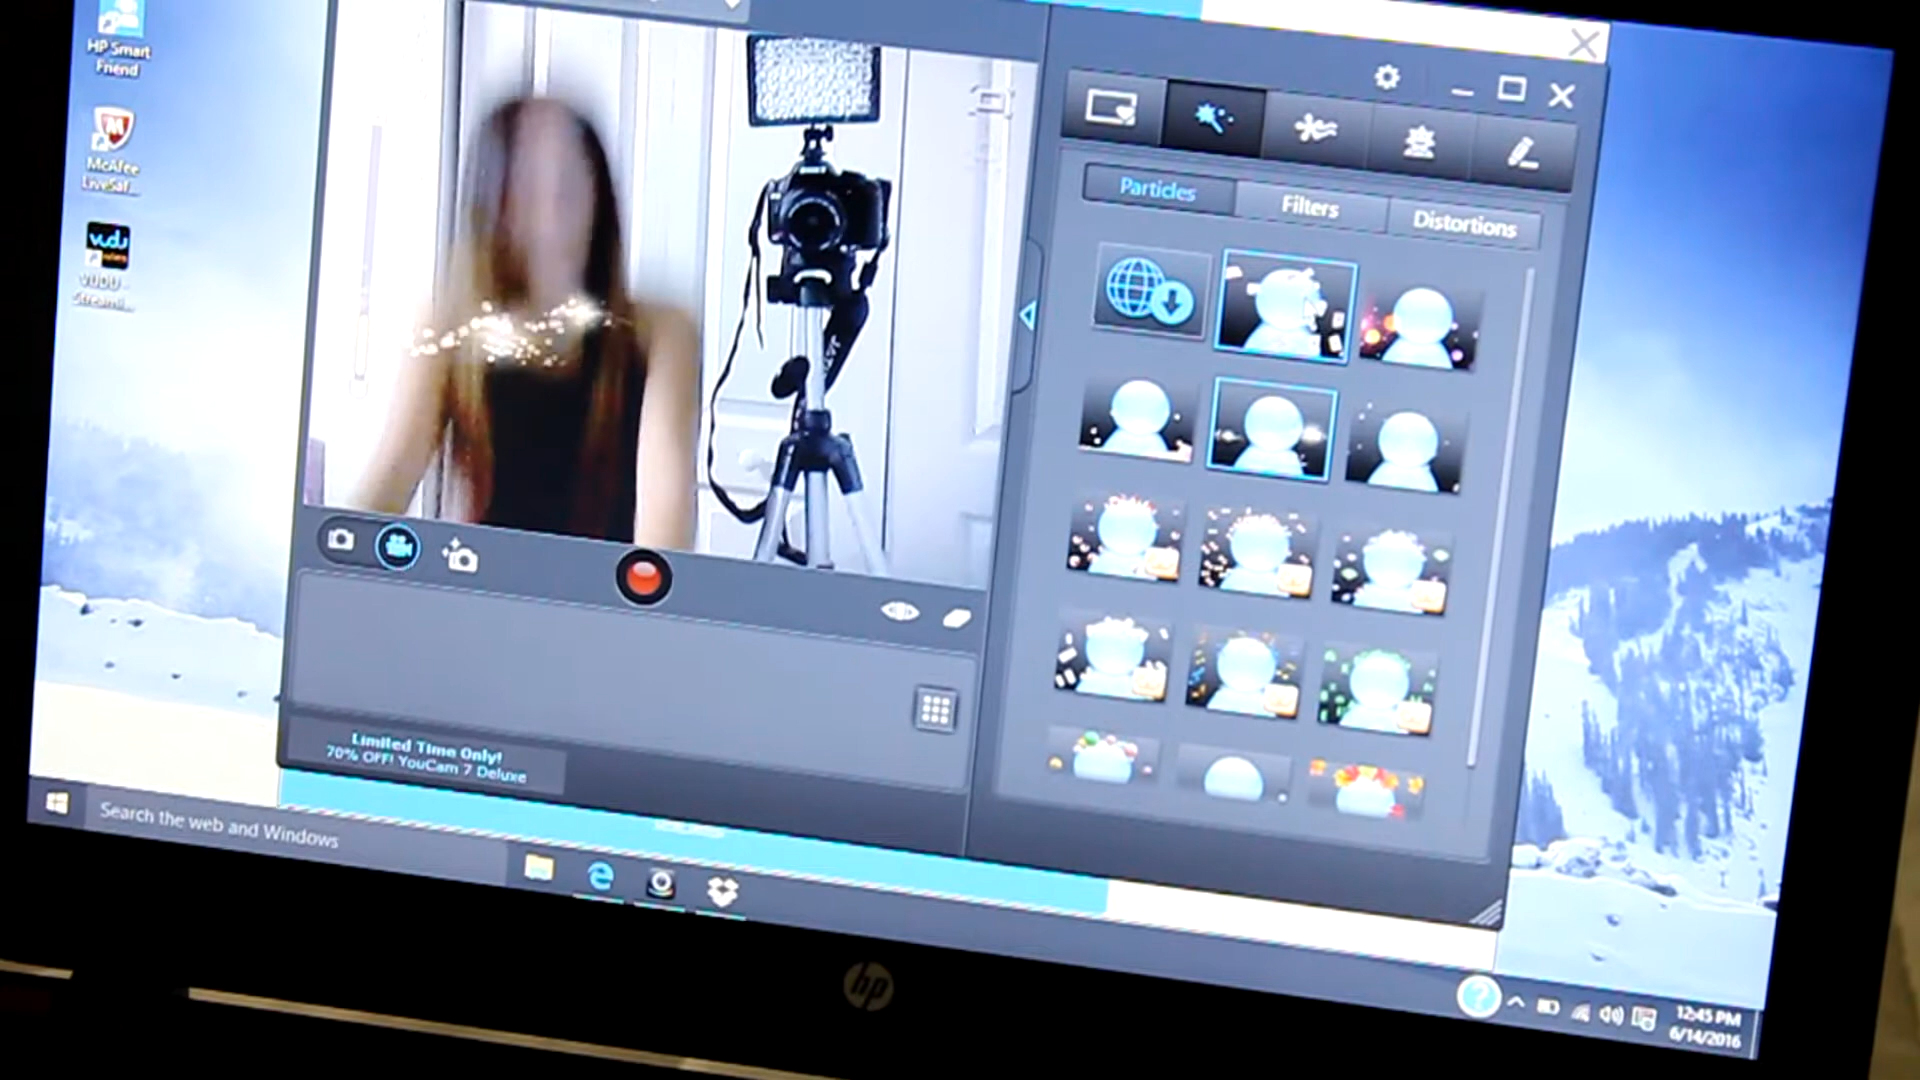 HP Smart
Friend
McAfee
LiveSaf...
vudu
VUDU -
Streami...
Particles
Filters
Distortions
Limited Time Only!
70% OFF! YouCam 7 Deluxe
Search the web and Windows
hp
12:45 PM
6/14/2016